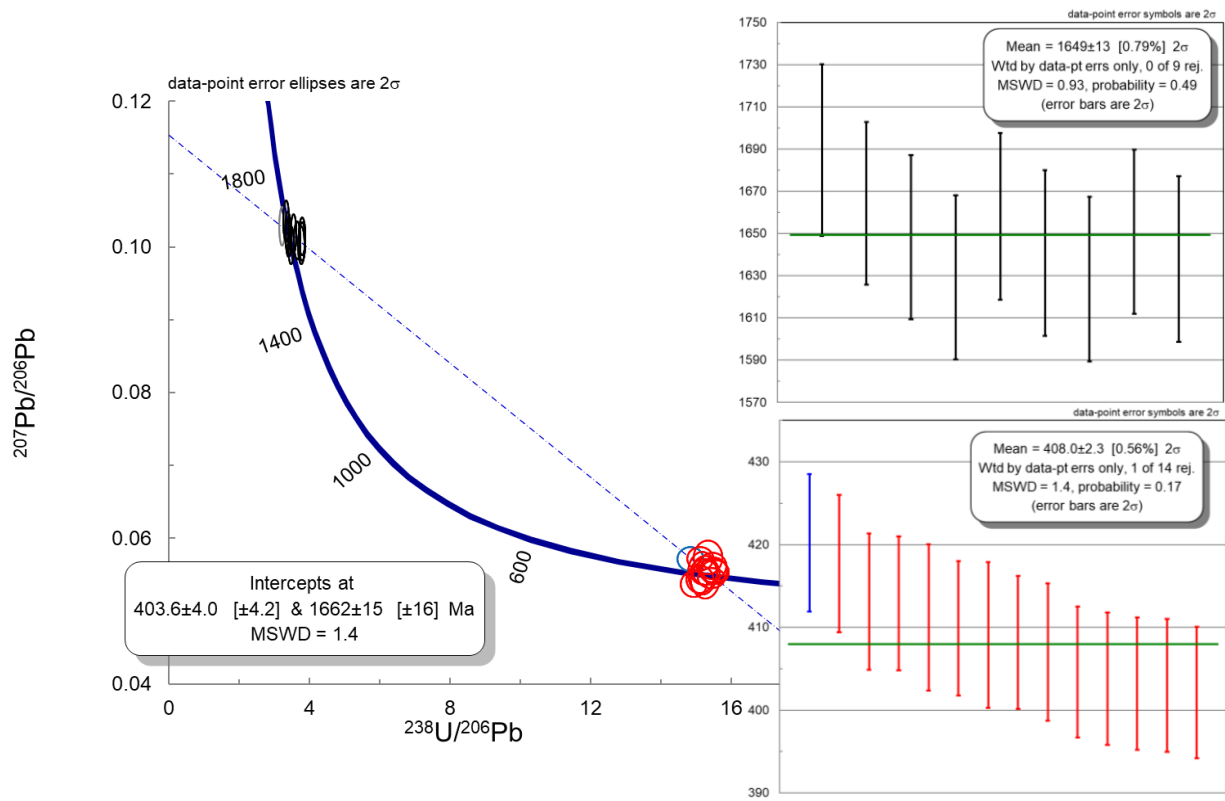 data-point error ellipses are 2σ
0.12
0.10
0.08
0.06
0.04
207Pb/206Pb
1800
1400
1000
600
Intercepts at
403.6±4.0 [±4.2] & 1662±15 [±16] Ma
MSWD = 1.4
0 4 8 12 16
238U/206Pb
data-point error symbols are 2σ
1750
1730
1710
1690
1670
1650
1630
1610
1590
1570
Mean = 1649±13 [0.79%] 2σ
Wtd by data-pt errs only, 0 of 9 rej.
MSWD = 0.93, probability = 0.49
(error bars are 2σ)
data-point error symbols are 2σ
435
430
420
410
400
390
Mean = 408.0±2.3 [0.56%] 2σ
Wtd by data-pt errs only, 1 of 14 rej.
MSWD = 1.4, probability = 0.17
(error bars are 2σ)